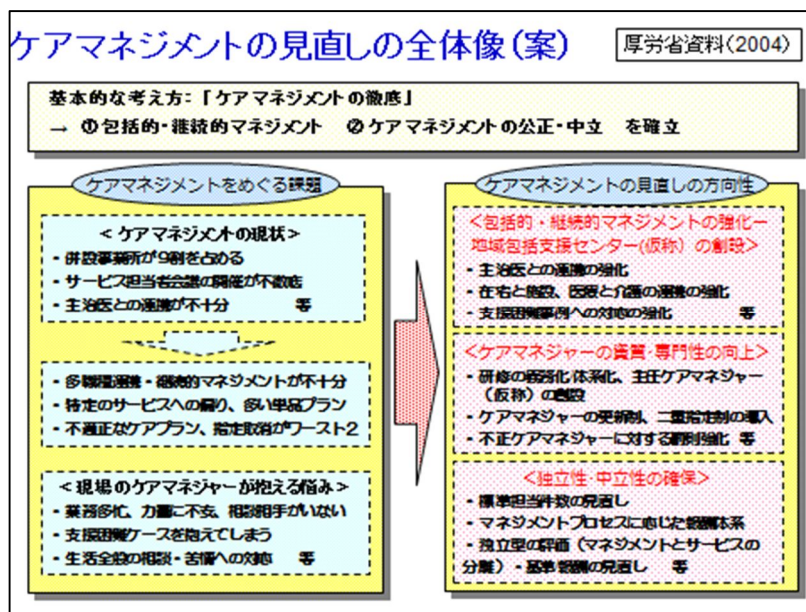 ケアマネジメントの見直しの全体像(案)
厚労省資料(2004)
基本的な考え方:「ケアマネジメントの徹底」
→ ①包括的・継続的マネジメント ②ケアマネジメントの公正・中立 を確立
ケアマネジメントをめぐる課題
<ケアマネジメントの現状>
・併設事業所が9割を占める
・サービス担当者会議の開催が不徹底
・主治医との連携が不十分 等
・多職種連携・継続的マネジメントが不十分
・特定のサービスへの偏り、多い単品プラン
・不適正なケアプラン、指定取消がワースト2
<現場のケアマネジャーが抱える悩み>
・業務多忙、力量に不安、相談相手がいない
・支援困難ケースを抱えてしまう
・生活全般の相談・苦情への対応 等
ケアマネジメントの見直しの方向性
<包括的・継続的マネジメントの強化ー
地域包括支援センター(仮称)の創設>
・主治医との連携の強化
・在宅と施設、医療と介護の連携の強化
・支援困難事例への対応の強化 等
<ケアマネジャーの資質・専門性の向上>
・研修の義務化/体系化、主任ケアマネジャー
(仮称)の創設
・ケアマネジャーの更新制、二重指定制の導入
・不正ケアマネジャーに対する罰則強化 等
<独立性・中立性の確保>
・標準担当件数の見直し
・マネジメントプロセスに応じた報酬体系
・独立型の評価(マネジメントとサービスの
分離)・基準/報酬の見直し 等